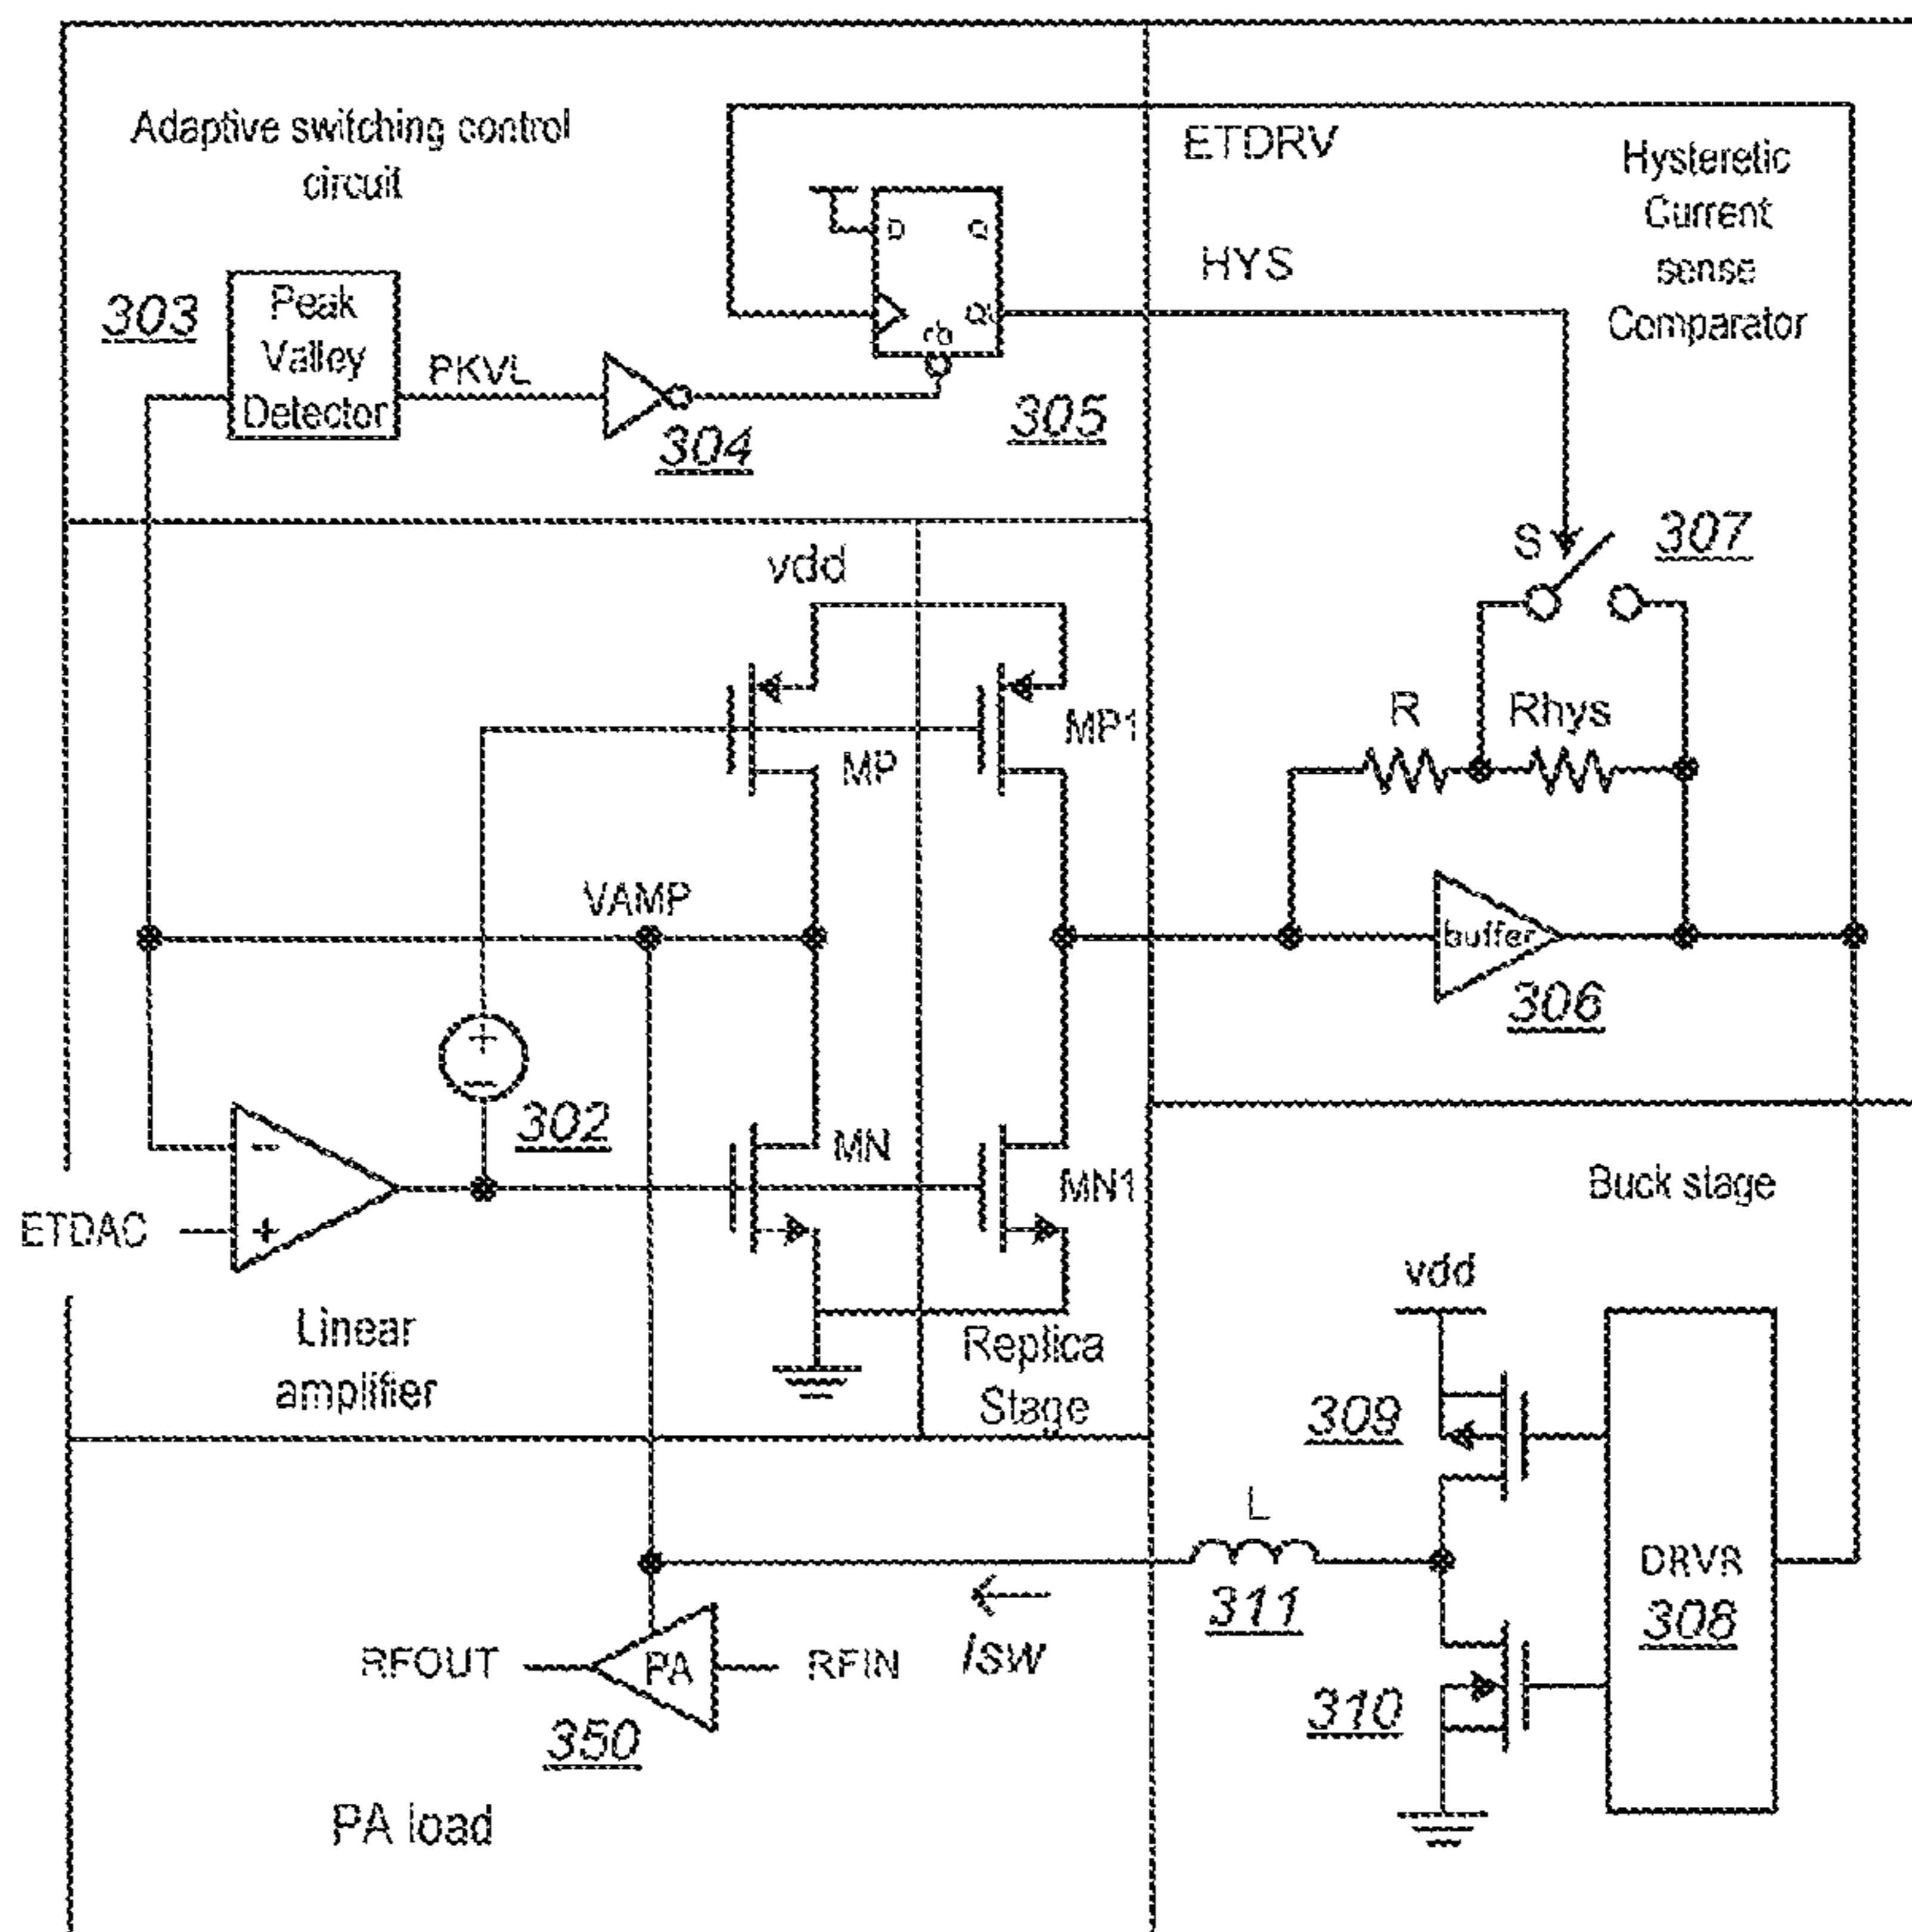 Adaptive switching control
circuit
ETDRV
Hysteretic
Current
sense
Comparator
HYS
D
Q
Q
rb
303
Peak
Valley
Detector
PKVL
304
305
S
307
vdd
R
Rhys
MP
MP1
VAMP
buffer
306
+
−
302
MN
MN1
−
+
ETDAC
Linear
amplifier
Replica
Stage
Buck stage
vdd
309
L
311
DRVR
308
310
Isw
RFOUT
PA
RFIN
350
PA load